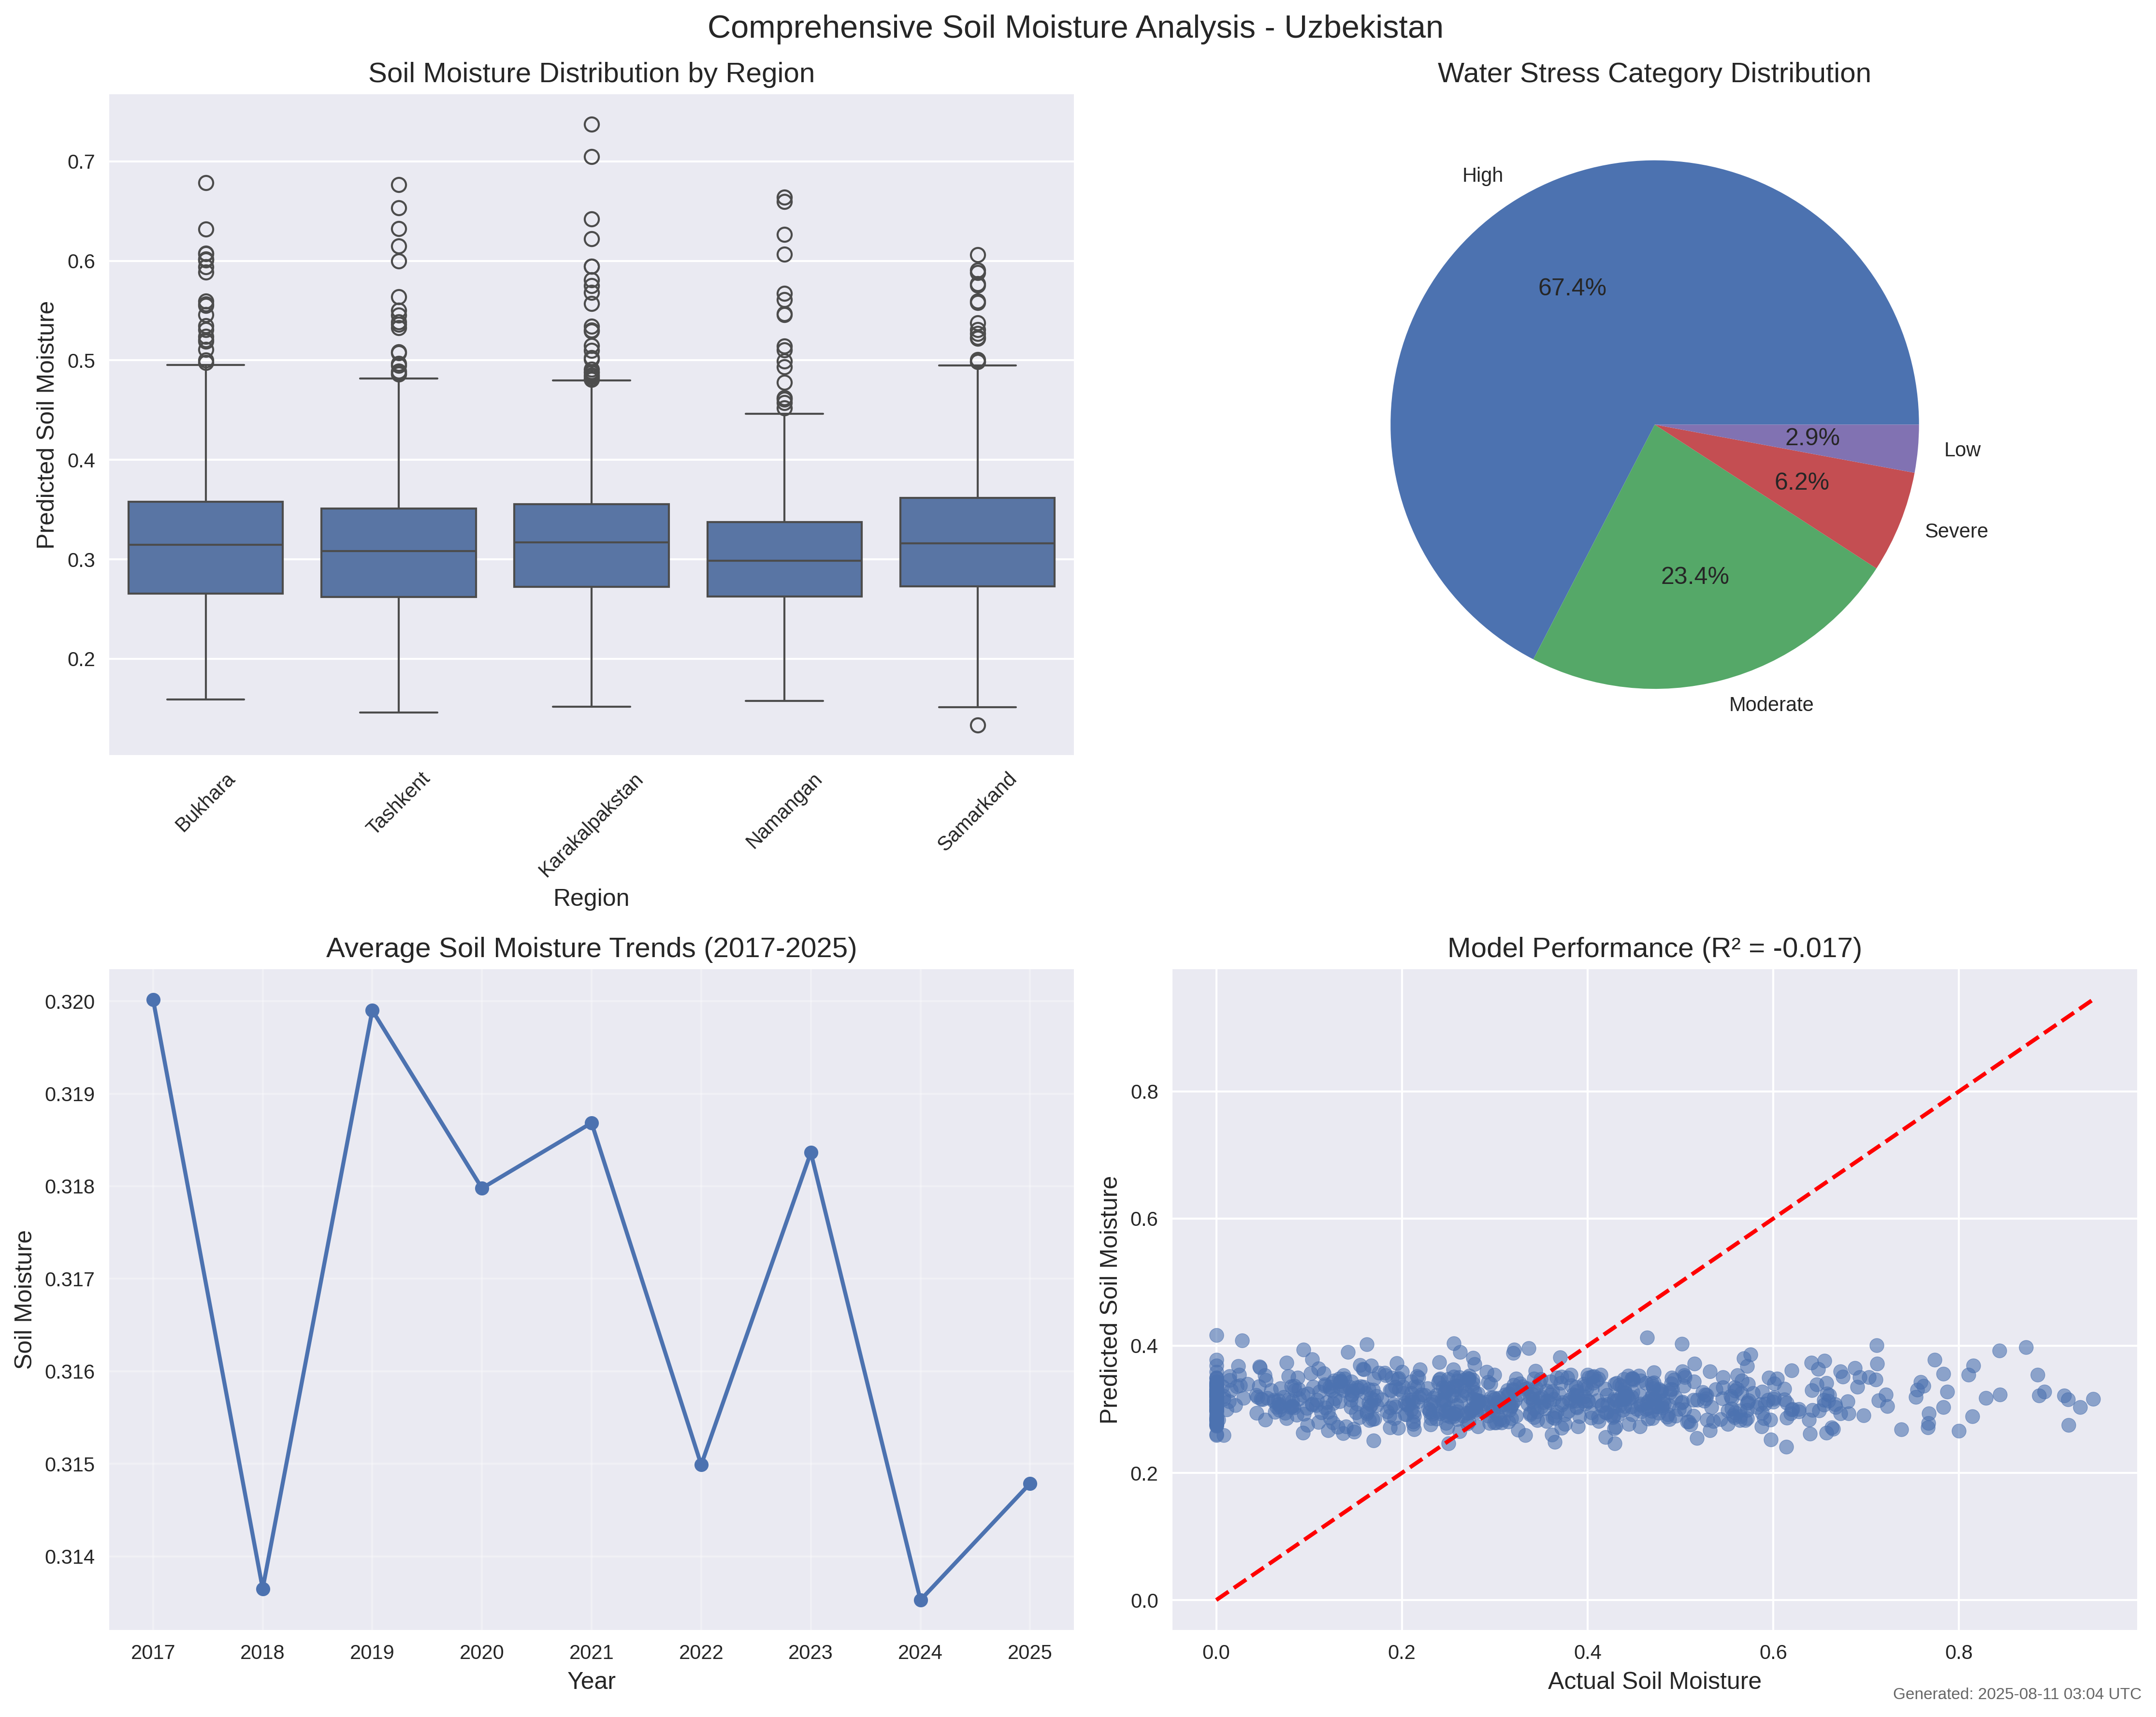 Comprehensive Soil Moisture Analysis - Uzbekistan
Soil Moisture Distribution by Region
Predicted Soil Moisture
0.7
0.6
0.5
0.4
0.3
0.2
Bukhara
Tashkent
Karakalpakstan
Namangan
Samarkand
Region
Water Stress Category Distribution
High
67.4%
2.9%
Low
6.2%
Severe
23.4%
Moderate
Average Soil Moisture Trends (2017-2025)
Soil Moisture
0.320
0.319
0.318
0.317
0.316
0.315
0.314
2017 2018 2019 2020 2021 2022 2023 2024 2025
Year
Model Performance (R² = -0.017)
Predicted Soil Moisture
0.8
0.6
0.4
0.2
0.0
0.0 0.2 0.4 0.6 0.8
Actual Soil Moisture
Generated: 2025-08-11 03:04 UTC